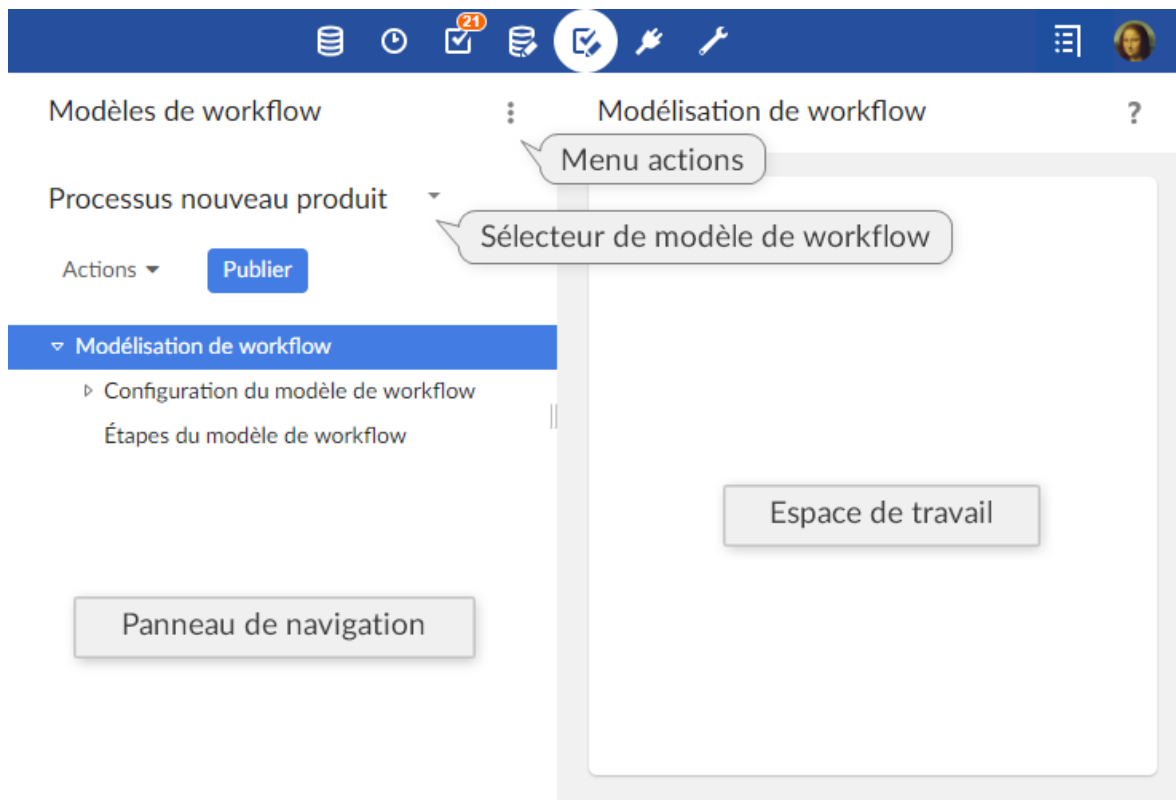 21
Modèles de workflow
Modélisation de workflow
?
Menu actions
Processus nouveau produit
Sélecteur de modèle de workflow
Actions
Publier
Modélisation de workflow
Configuration du modèle de workflow
Étapes du modèle de workflow
Espace de travail
Panneau de navigation